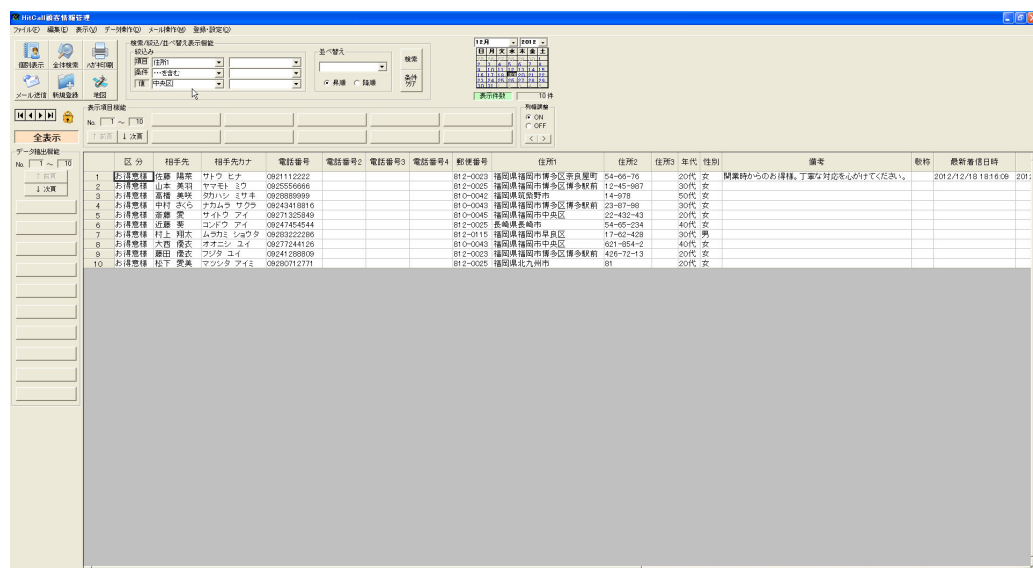 HitCall顧客情報管理
ファイル(F) 編集(E) 表示(V) データ操作(D) メール操作(M) 登録・設定(O)
個別表示 全体検索 ハガキ印刷
メール送信 新規登録 地図
検索/絞込/並べ替え表示機能
絞込み
項目 住所1
条件 …を含む
値 中央区
並べ替え
昇順 降順
検索
条件クリア
12月 2012
日 月 火 水 木 金 土
表示件数 10 件
全表示
表示項目機能
No. 1 ～ 10
↑ 前頁 ↓ 次頁
列幅調整
ON
OFF
< >
データ抽出機能
No. 1 ～ 10
↑ 前頁
↓ 次頁
区 分 相手先 相手先カナ 電話番号 電話番号2 電話番号3 電話番号4 郵便番号 住所1 住所2 住所3 年代 性別 備考 敬称 最新着信日時
1 お得意様 佐藤 陽菜 サトウ ヒナ 0921112222 812-0023 福岡県福岡市博多区奈良屋町 54-66-76 20代 女 開業時からのお得様。丁寧な対応を心がけてください。 2012/12/18 18:16:09 2012
2 お得意様 山本 美羽 ヤマモト ミウ 0925556666 812-0025 福岡県福岡市博多区博多駅前 12-45-987 30代 女
3 お得意様 高橋 美咲 タカハシ ミサキ 0928889999 810-0042 福岡県筑紫野市 14-978 50代 女
4 お得意様 中村 さくら ナカムラ サクラ 09243418816 810-0043 福岡県福岡市博多区博多駅前 23-87-98 30代 女
5 お得意様 斎藤 愛 サイトウ アイ 09271325849 810-0045 福岡県福岡市中央区 22-432-43 20代 女
6 お得意様 近藤 葵 コンドウ アイ 09247454544 812-0025 長崎県長崎市 54-65-234 40代 女
7 お得意様 村上 翔太 ムラカミ ショウタ 09283222286 812-0115 福岡県福岡市早良区 17-62-428 30代 男
8 お得意様 大西 優衣 オオニシ ユイ 09277244126 810-0043 福岡県福岡市中央区 621-854-2 40代 女
9 お得意様 藤田 優衣 フジタ ユイ 09241288809 812-0023 福岡県福岡市博多区博多駅前 426-72-13 20代 女
10 お得意様 松下 愛美 マツシタ アイミ 09280712771 812-0025 福岡県北九州市 81 20代 女